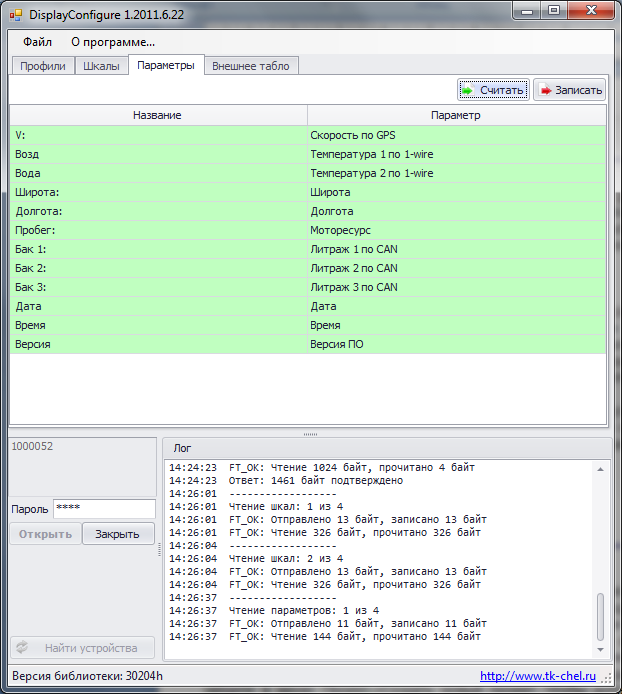 DisplayConfigure 1.2011.6.22
Файл О программе...
Профили Шкалы Параметры Внешнее табло
Считать Записать
Название Параметр
V: Скорость по GPS
Возд Температура 1 по 1-wire
Вода Температура 2 по 1-wire
Широта: Широта
Долгота: Долгота
Пробег: Моторесурс
Бак 1: Литраж 1 по CAN
Бак 2: Литраж 2 по CAN
Бак 3: Литраж 3 по CAN
Дата Дата
Время Время
Версия Версия ПО
1000052
Пароль ****
Открыть Закрыть
Найти устройства
Лог
14:24:23 FT_OK: Чтение 1024 байт, прочитано 4 байт
14:24:23 Ответ: 1461 байт подтверждено
14:26:01 ------------------
14:26:01 Чтение шкал: 1 из 4
14:26:01 FT_OK: Отправлено 13 байт, записано 13 байт
14:26:01 FT_OK: Чтение 326 байт, прочитано 326 байт
14:26:04 ------------------
14:26:04 Чтение шкал: 2 из 4
14:26:04 FT_OK: Отправлено 13 байт, записано 13 байт
14:26:04 FT_OK: Чтение 326 байт, прочитано 326 байт
14:26:37 ------------------
14:26:37 Чтение параметров: 1 из 4
14:26:37 FT_OK: Отправлено 11 байт, записано 11 байт
14:26:37 FT_OK: Чтение 144 байт, прочитано 144 байт
Версия библиотеки: 30204h http://www.tk-chel.ru